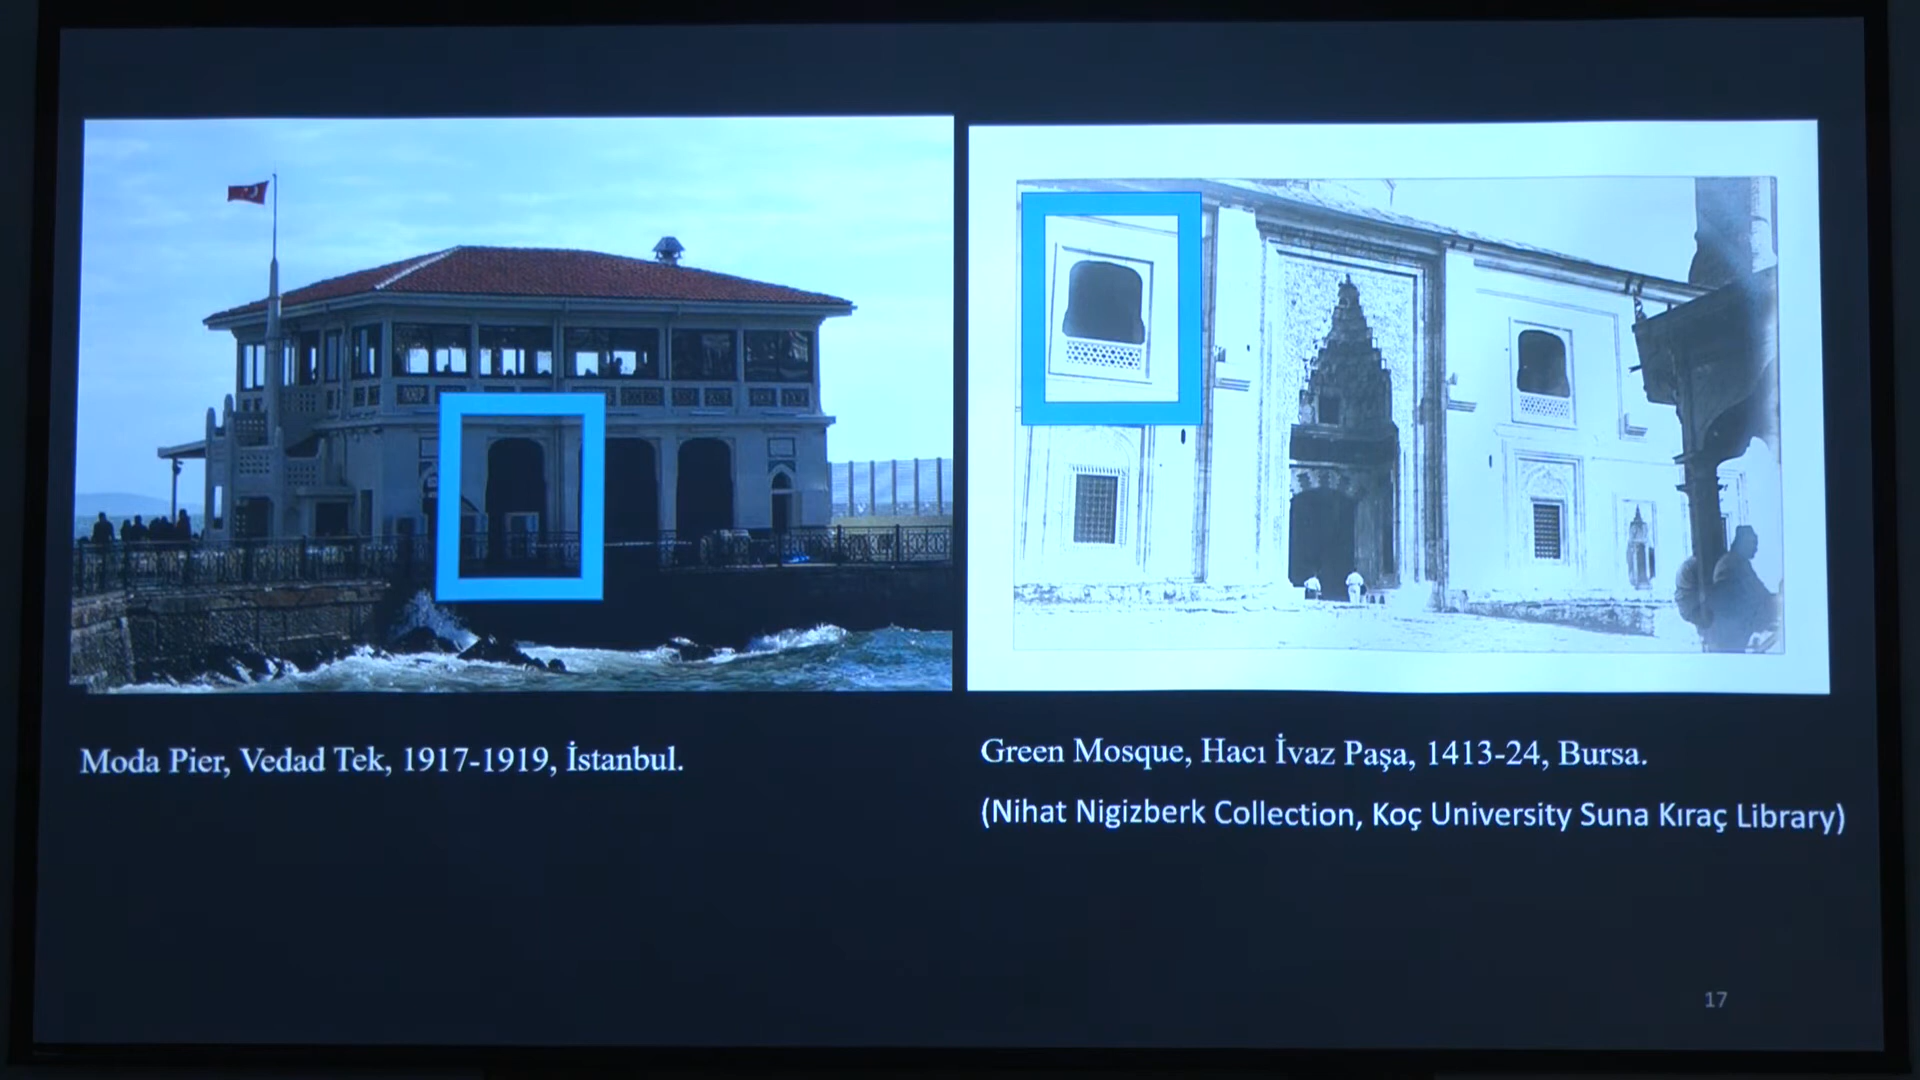 Moda Pier, Vedad Tek, 1917-1919, İstanbul.
Green Mosque, Hacı İvaz Paşa, 1413-24, Bursa.
(Nihat Nigizberk Collection, Koç University Suna Kıraç Library)
17